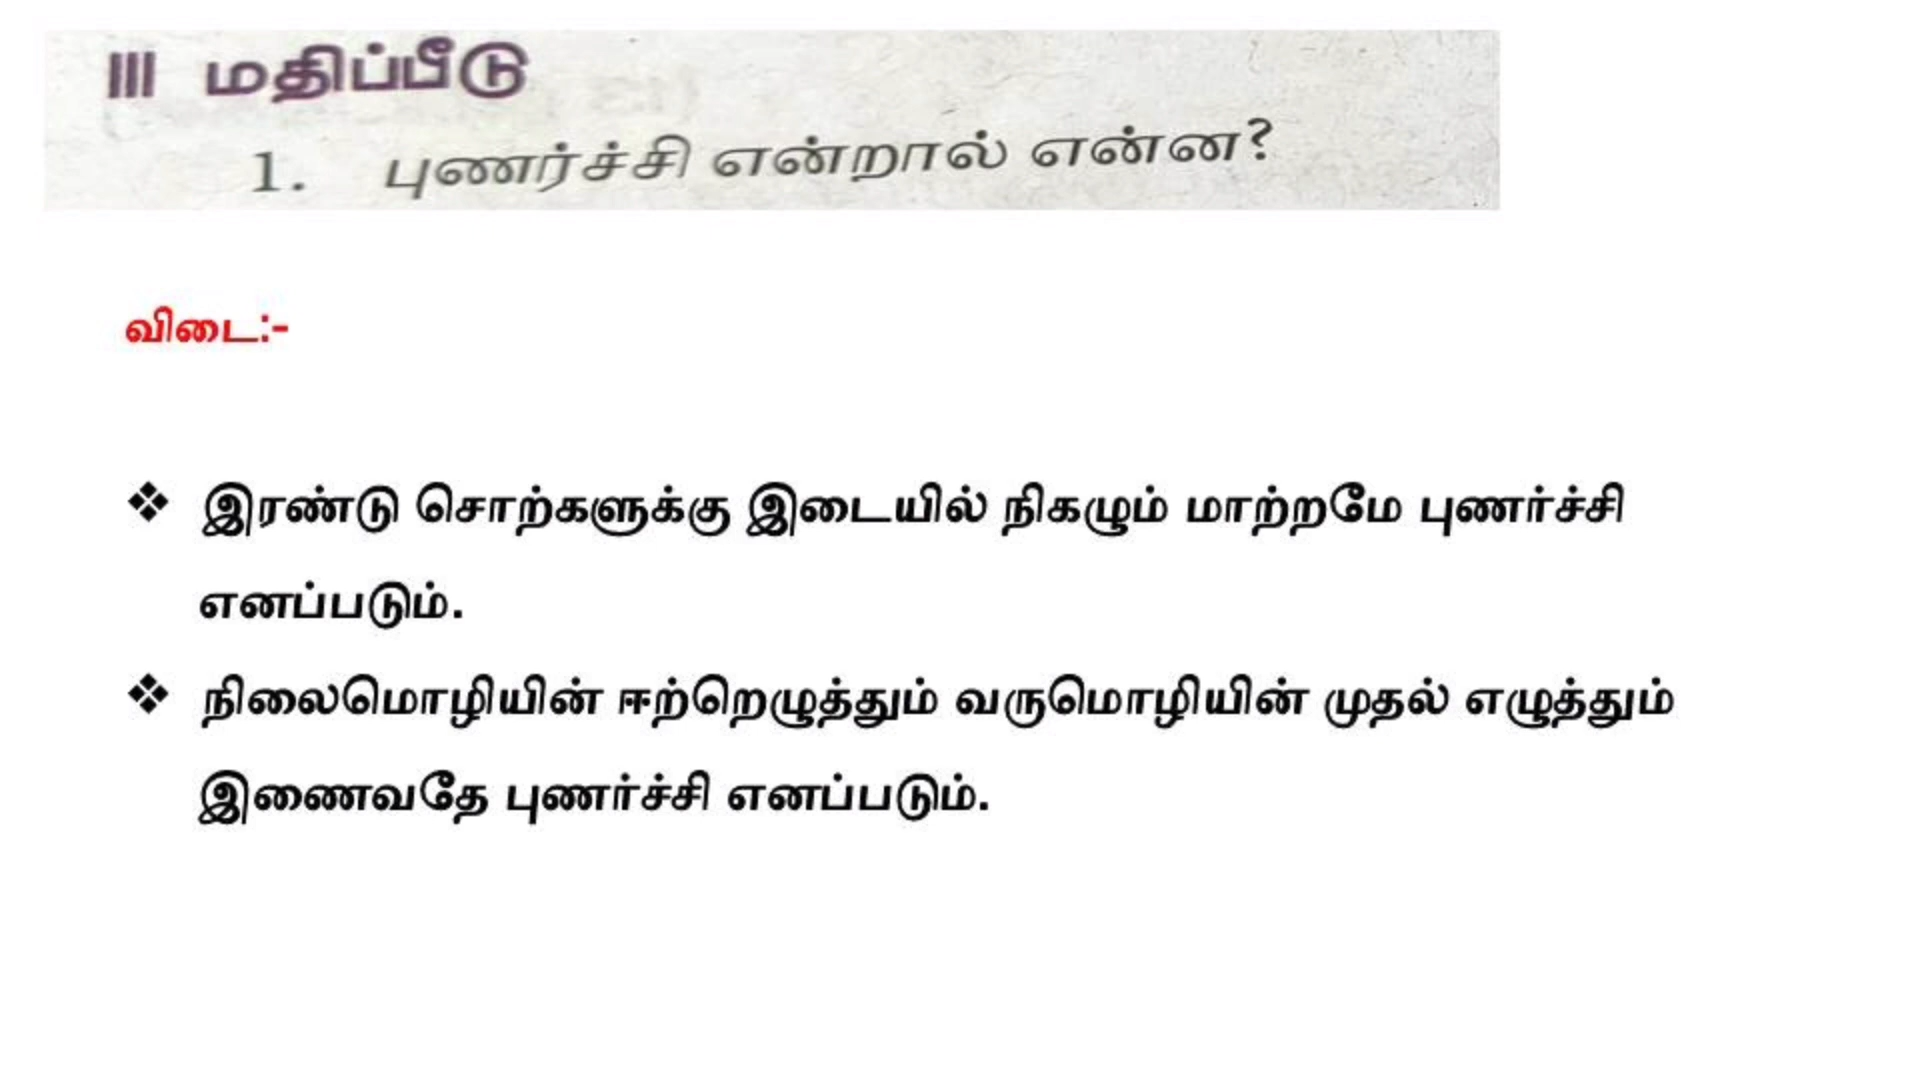 III மதிப்பீடு
1. புணர்ச்சி என்றால் என்ன?
விடை:-
❖ இரண்டு சொற்களுக்கு இடையில் நிகழும் மாற்றமே புணர்ச்சி
எனப்படும்.
❖ நிலைமொழியின் ஈற்றெழுத்தும் வருமொழியின் முதல் எழுத்தும்
இணைவதே புணர்ச்சி எனப்படும்.